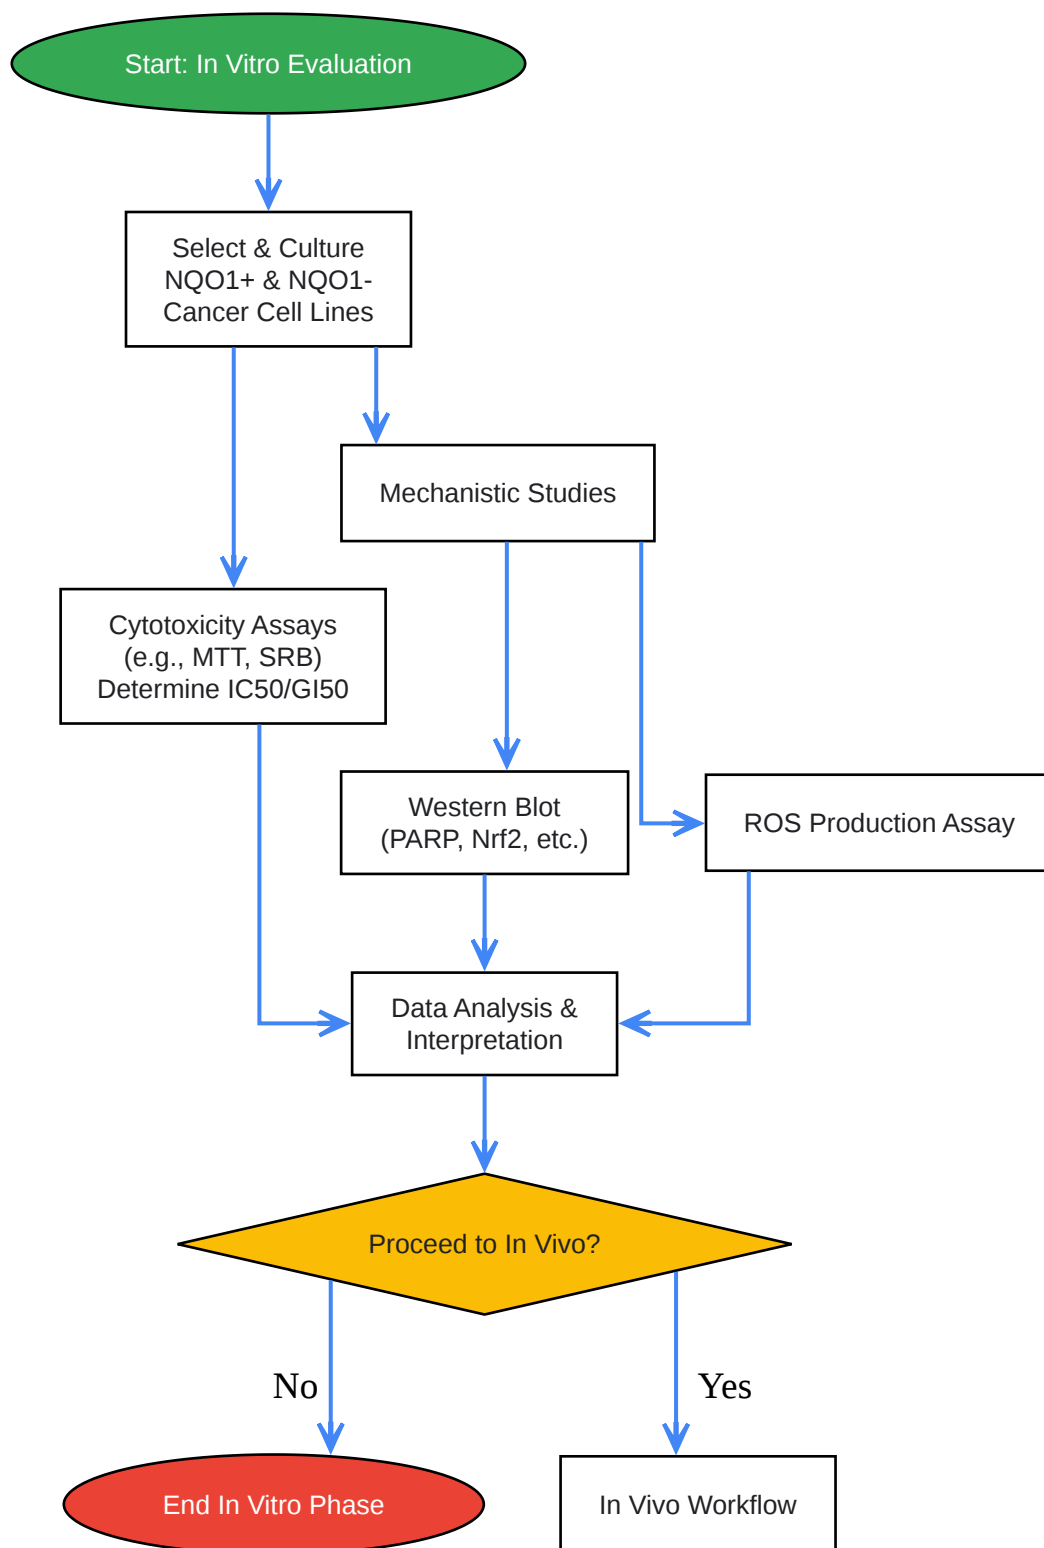 Start: In Vitro Evaluation
Select & Culture
NQO1+ & NQO1-
Cancer Cell Lines
Mechanistic Studies
Cytotoxicity Assays
(e.g., MTT, SRB)
Determine IC50/GI50
Western Blot
(PARP, Nrf2, etc.)
ROS Production Assay
Data Analysis &
Interpretation
Proceed to In Vivo?
No
Yes
End In Vitro Phase
In Vivo Workflow